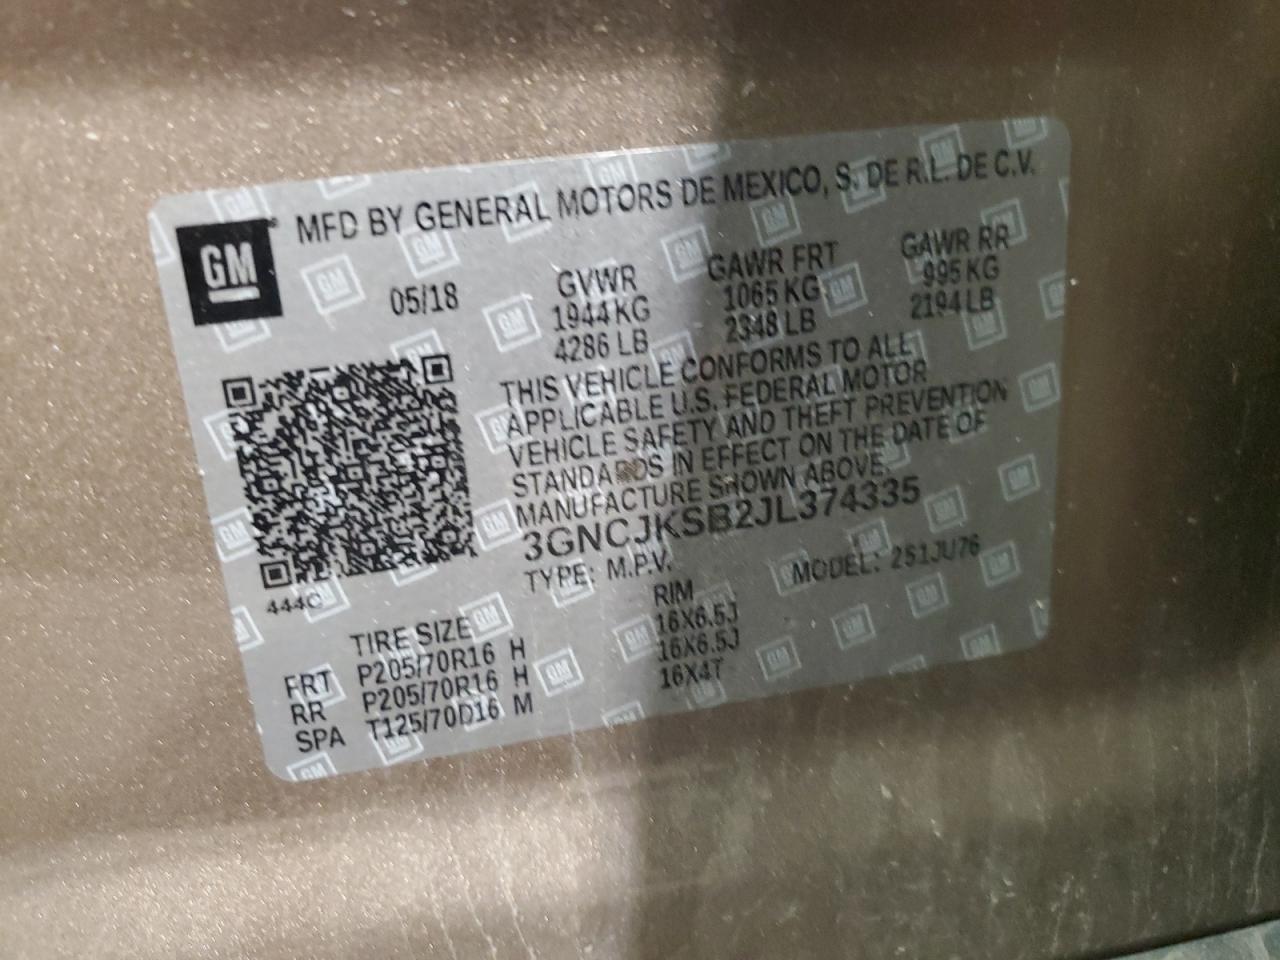 GM
MFD BY GENERAL MOTORS DE MEXICO, S. DE R.L. DE C.V.
05/18
GVWR GAWR FRT GAWR RR
1944 KG 1065 KG 995 KG
4286 LB 2348 LB 2194 LB
THIS VEHICLE CONFORMS TO ALL
APPLICABLE U.S. FEDERAL MOTOR
VEHICLE SAFETY AND THEFT PREVENTION
STANDARDS IN EFFECT ON THE DATE OF
MANUFACTURE SHOWN ABOVE.
3GNCJKSB2JL374335
TYPE: M.P.V. MODEL: 251JU76
444C
TIRE SIZE RIM
FRT P205/70R16 H 16X6.5J
RR P205/70R16 H 16X6.5J
SPA T125/70D16 M 16X4T